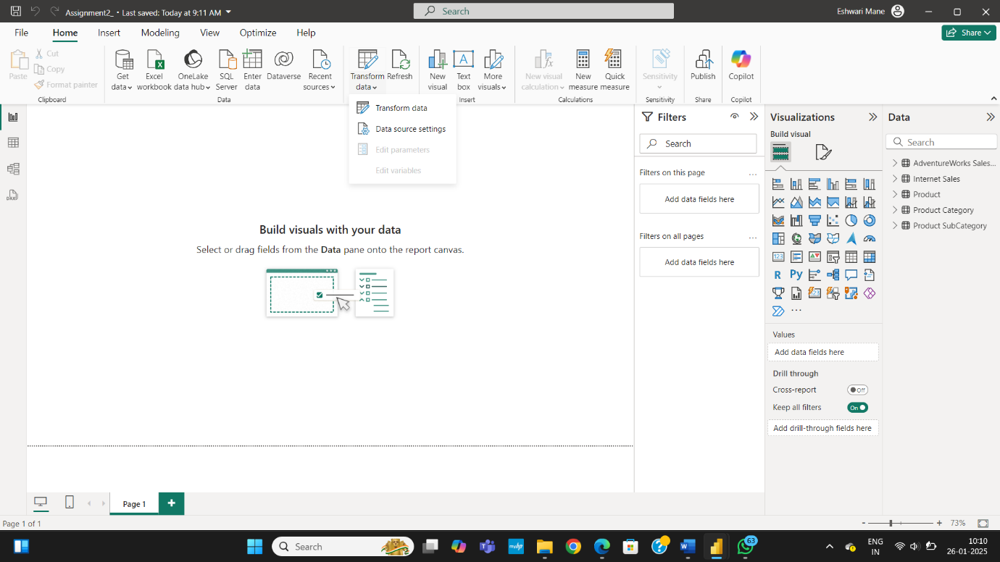 Assignment2_ • Last saved: Today at 9:11 AM
Search
Eshwari Mane
File Home Insert Modeling View Optimize Help
Share
Paste
Cut
Copy
Format painter
Clipboard
Get data
Excel workbook
OneLake data hub
SQL Server
Enter data
Dataverse
Recent sources
Data
Transform data
Refresh
New visual
Text box
More visuals
Insert
New visual calculation
New measure
Quick measure
Calculations
Sensitivity
Sensitivity
Publish
Share
Copilot
Copilot
Transform data
Data source settings
Edit parameters
Edit variables
Build visuals with your data
Select or drag fields from the Data pane onto the report canvas.
Filters
Search
Filters on this page
...
Add data fields here
Filters on all pages
...
Add data fields here
Visualizations
Build visual
123
R Py
123
...
Values
Add data fields here
Drill through
Cross-report Off
Keep all filters On
Add drill-through fields here
Data
Search
AdventureWorks Sales...
Internet Sales
Product
Product Category
Product SubCategory
Page 1
+
Page 1 of 1
- + 73%
Search
myhp
63
ENG
IN
10:10
26-01-2025